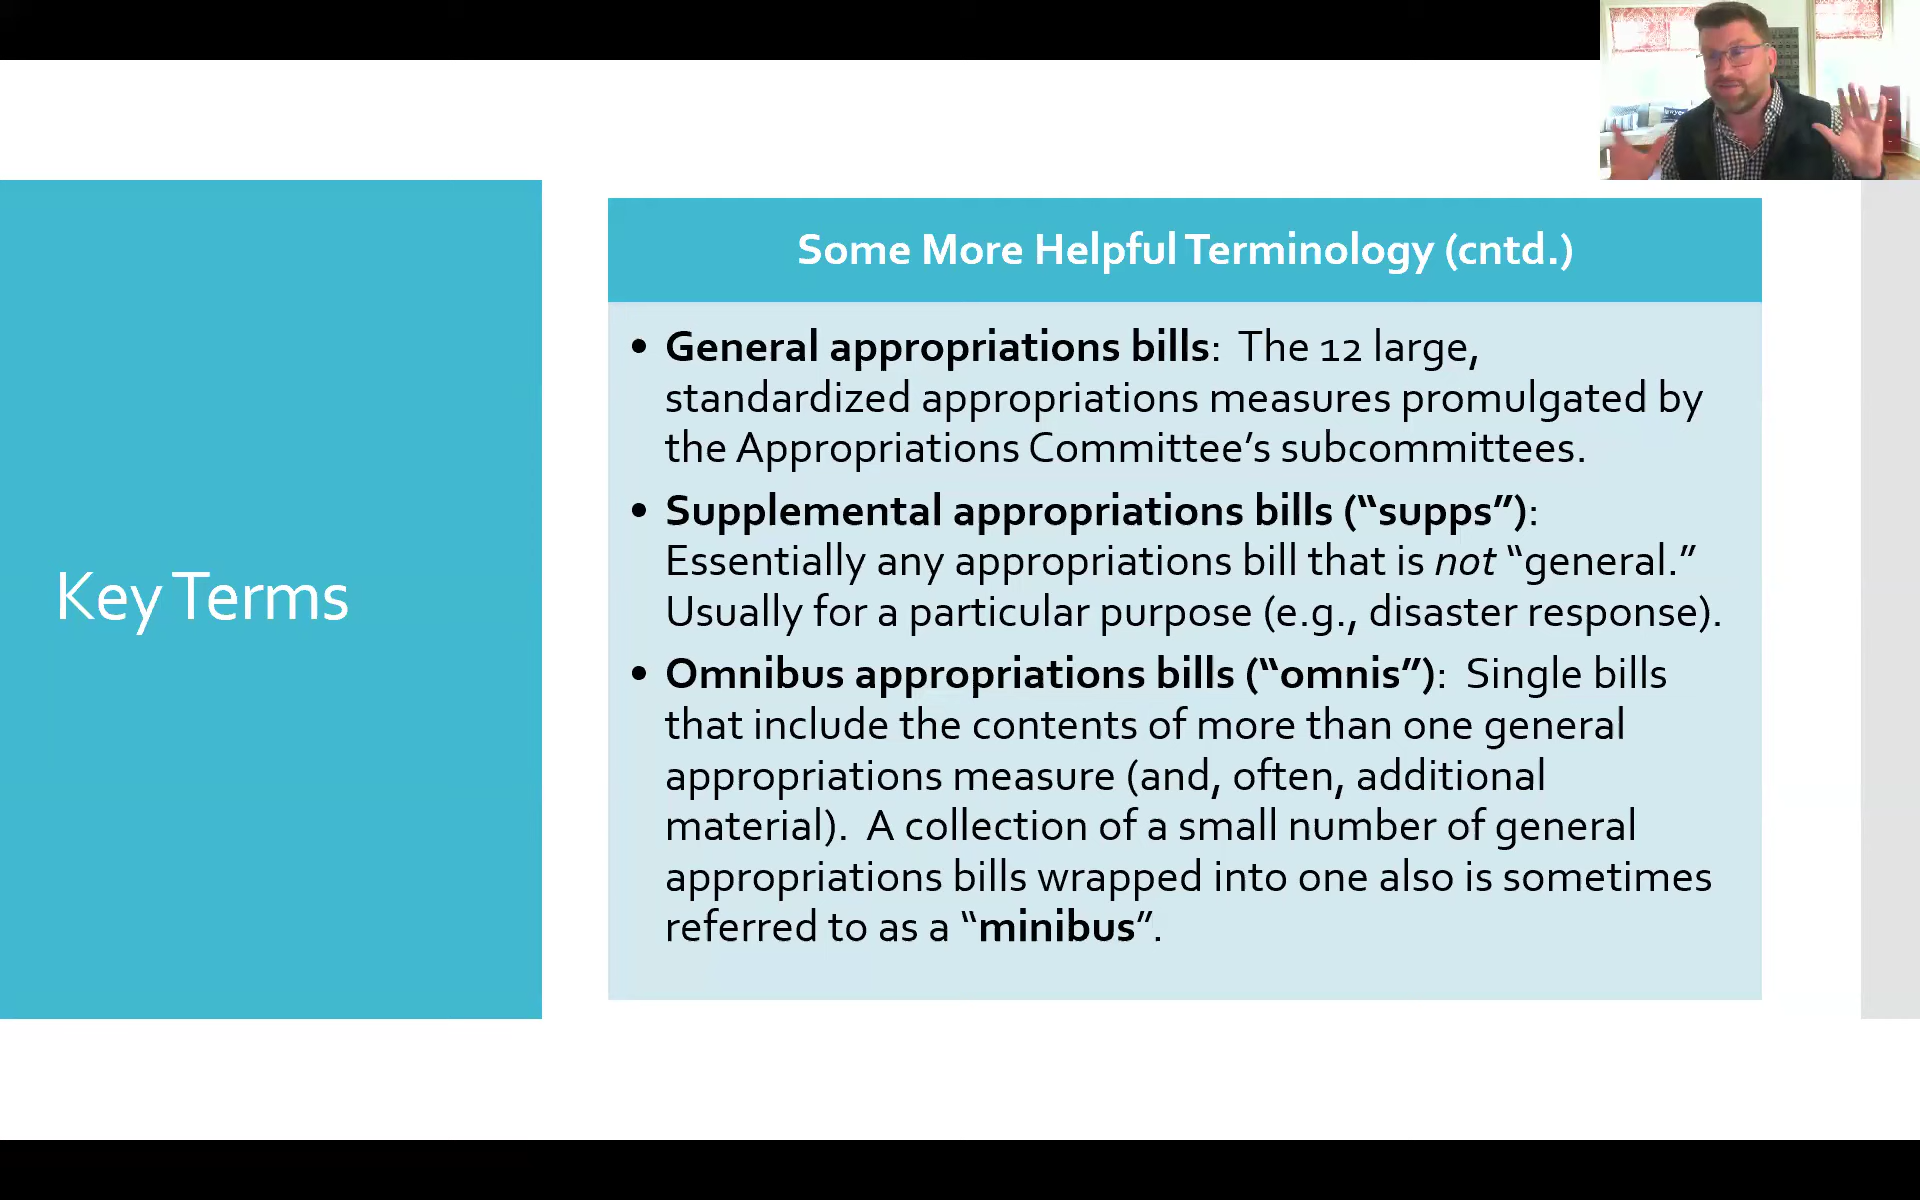 Key Terms
Some More Helpful Terminology (cntd.)
• General appropriations bills:  The 12 large,
standardized appropriations measures promulgated by
the Appropriations Committee’s subcommittees.
• Supplemental appropriations bills (“supps”):
Essentially any appropriations bill that is not “general.”
Usually for a particular purpose (e.g., disaster response).
• Omnibus appropriations bills (“omnis”):  Single bills
that include the contents of more than one general
appropriations measure (and, often, additional
material).  A collection of a small number of general
appropriations bills wrapped into one also is sometimes
referred to as a “minibus”.